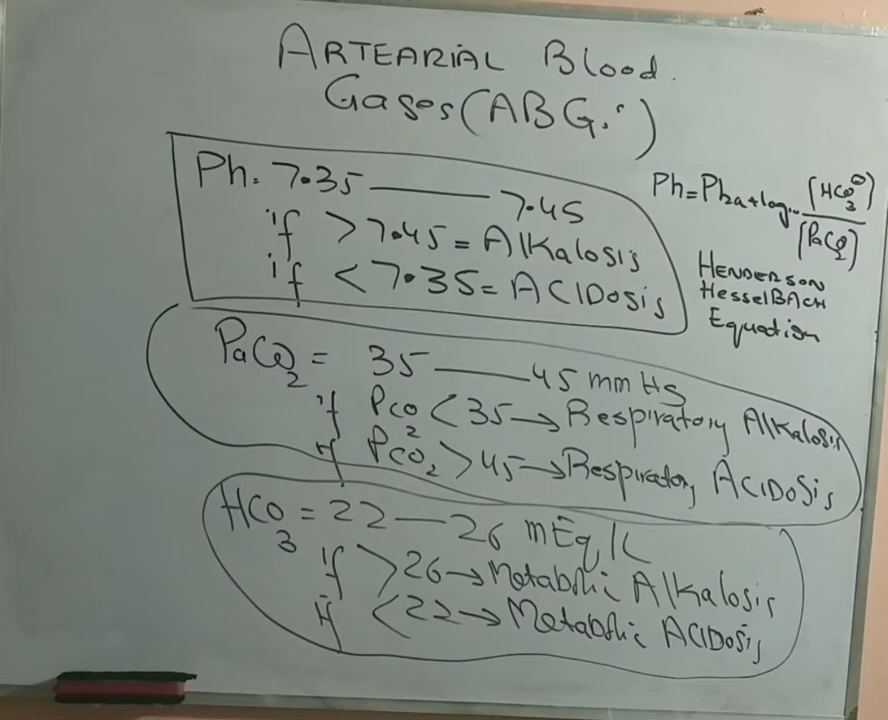 ARTEARIAL Blood.
Gases (ABG.s)
Ph. 7.35 — 7.45
if > 7.45 = Alkalosis
if < 7.35 = ACIDosis
Ph = Pka + log.. [HCO3⊖] / [PaCO2]
HENDERSON
HesselBACH
Equation
PaCO2 = 35 — 45 mmHg
if PCO2 < 35 → Respiratory Alkalosis
if PCO2 > 45 → Respiratory ACIDOSis
HCO3 = 22 — 26 mEq/L
if > 26 → Metabolic Alkalosis
if < 22 → Metabolic ACIDOSis